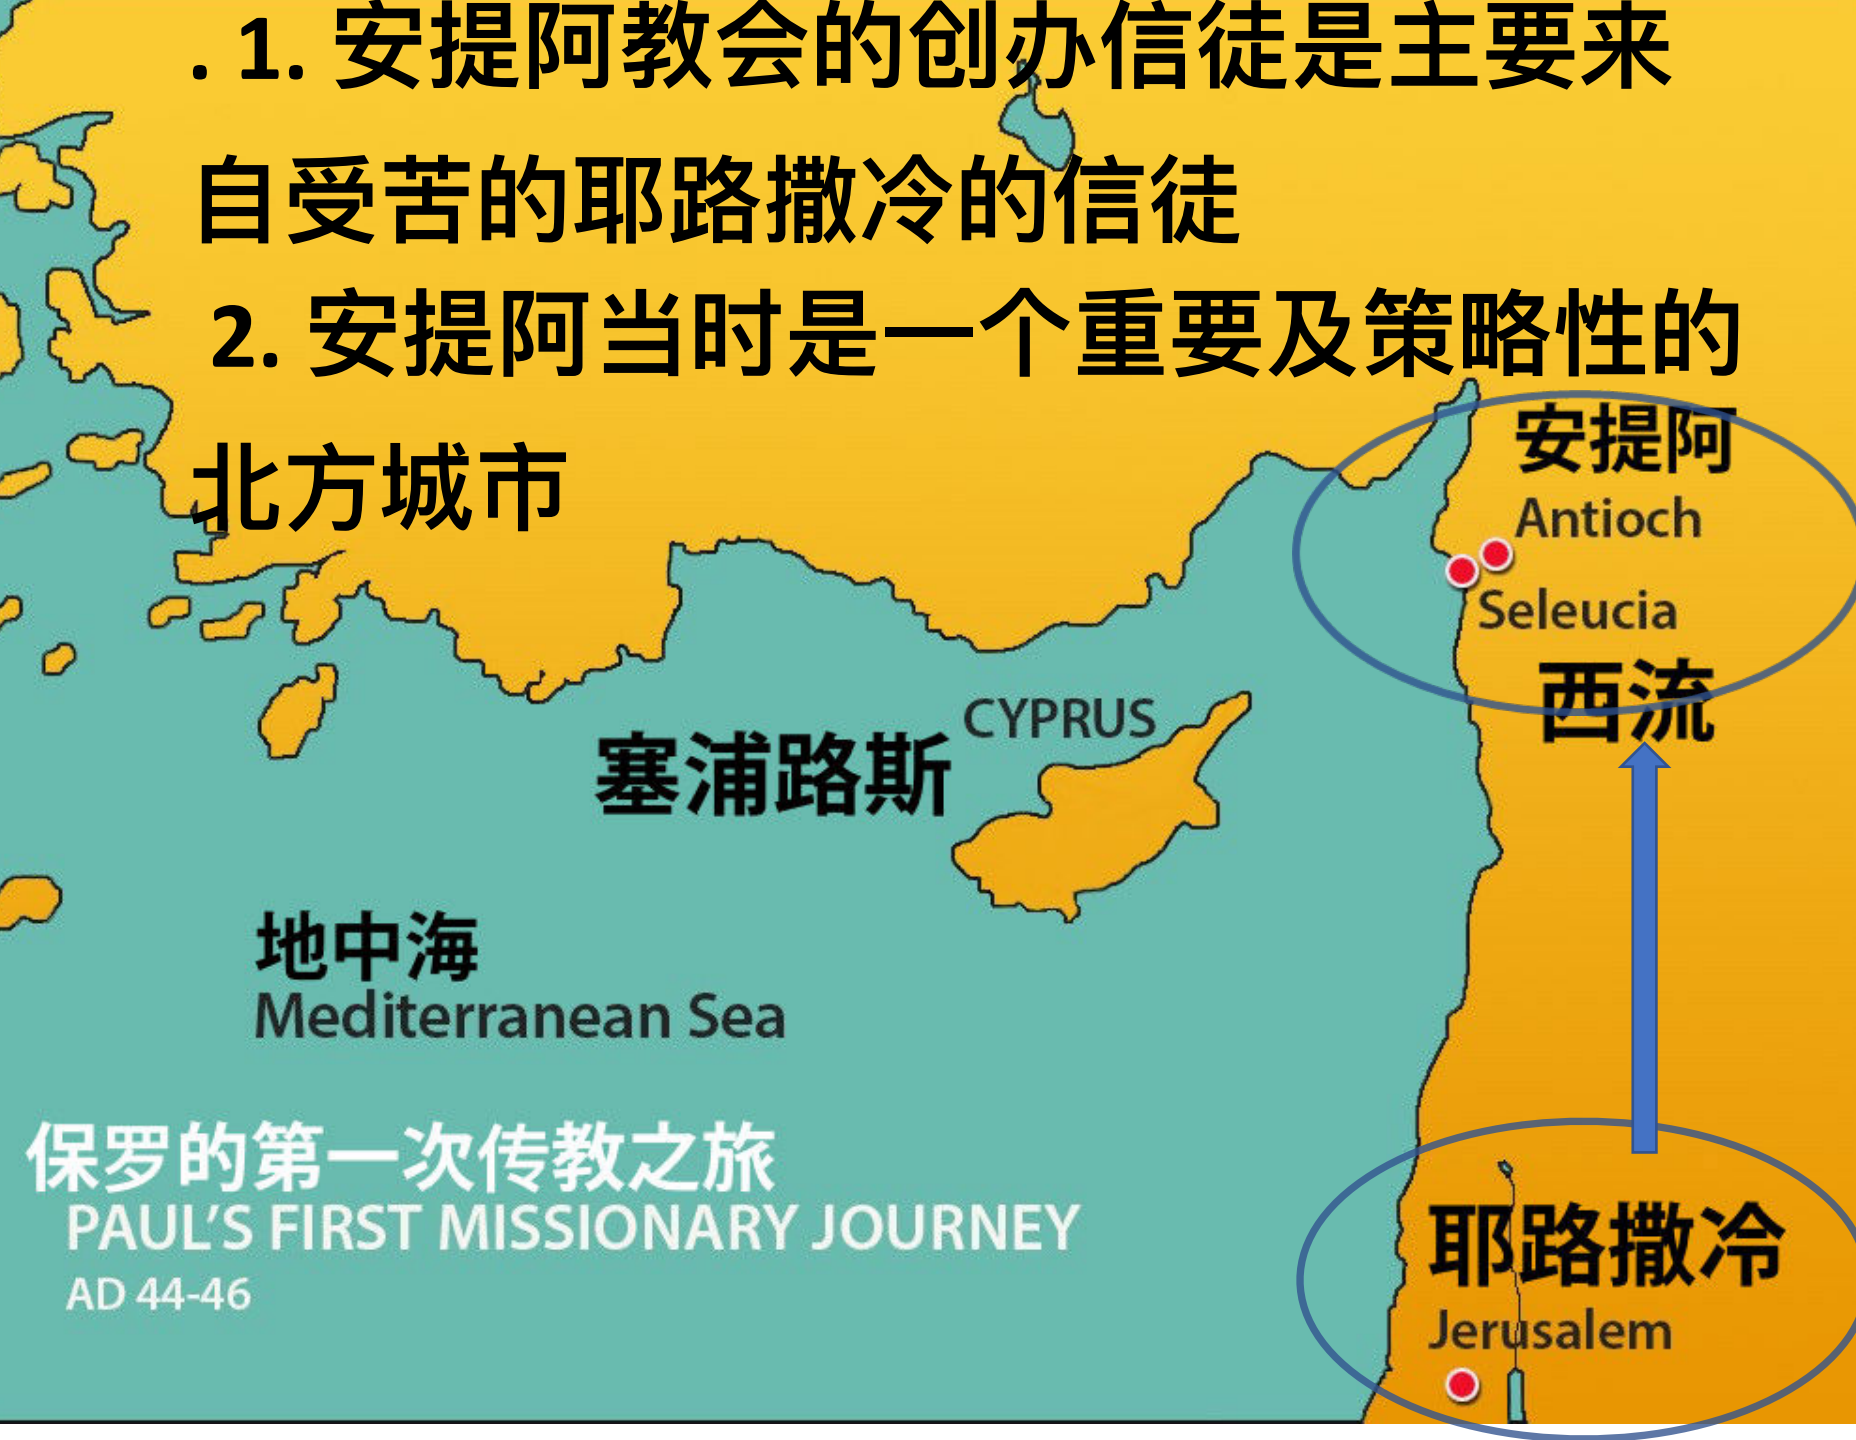 . 1. 安提阿教会的创办信徒是主要来
自受苦的耶路撒冷的信徒
2. 安提阿当时是一个重要及策略性的
北方城市
安提阿
Antioch
Seleucia
西流
CYPRUS
塞浦路斯
地中海
Mediterranean Sea
保罗的第一次传教之旅
PAUL'S FIRST MISSIONARY JOURNEY
AD 44-46
耶路撒冷
Jerusalem